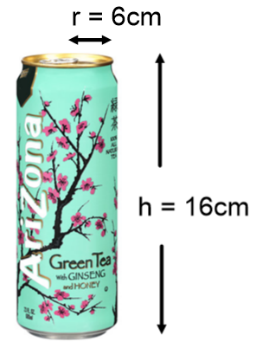 r = 6cm
h = 16cm
AriZona
Green Tea
with GINSENG
and HONEY